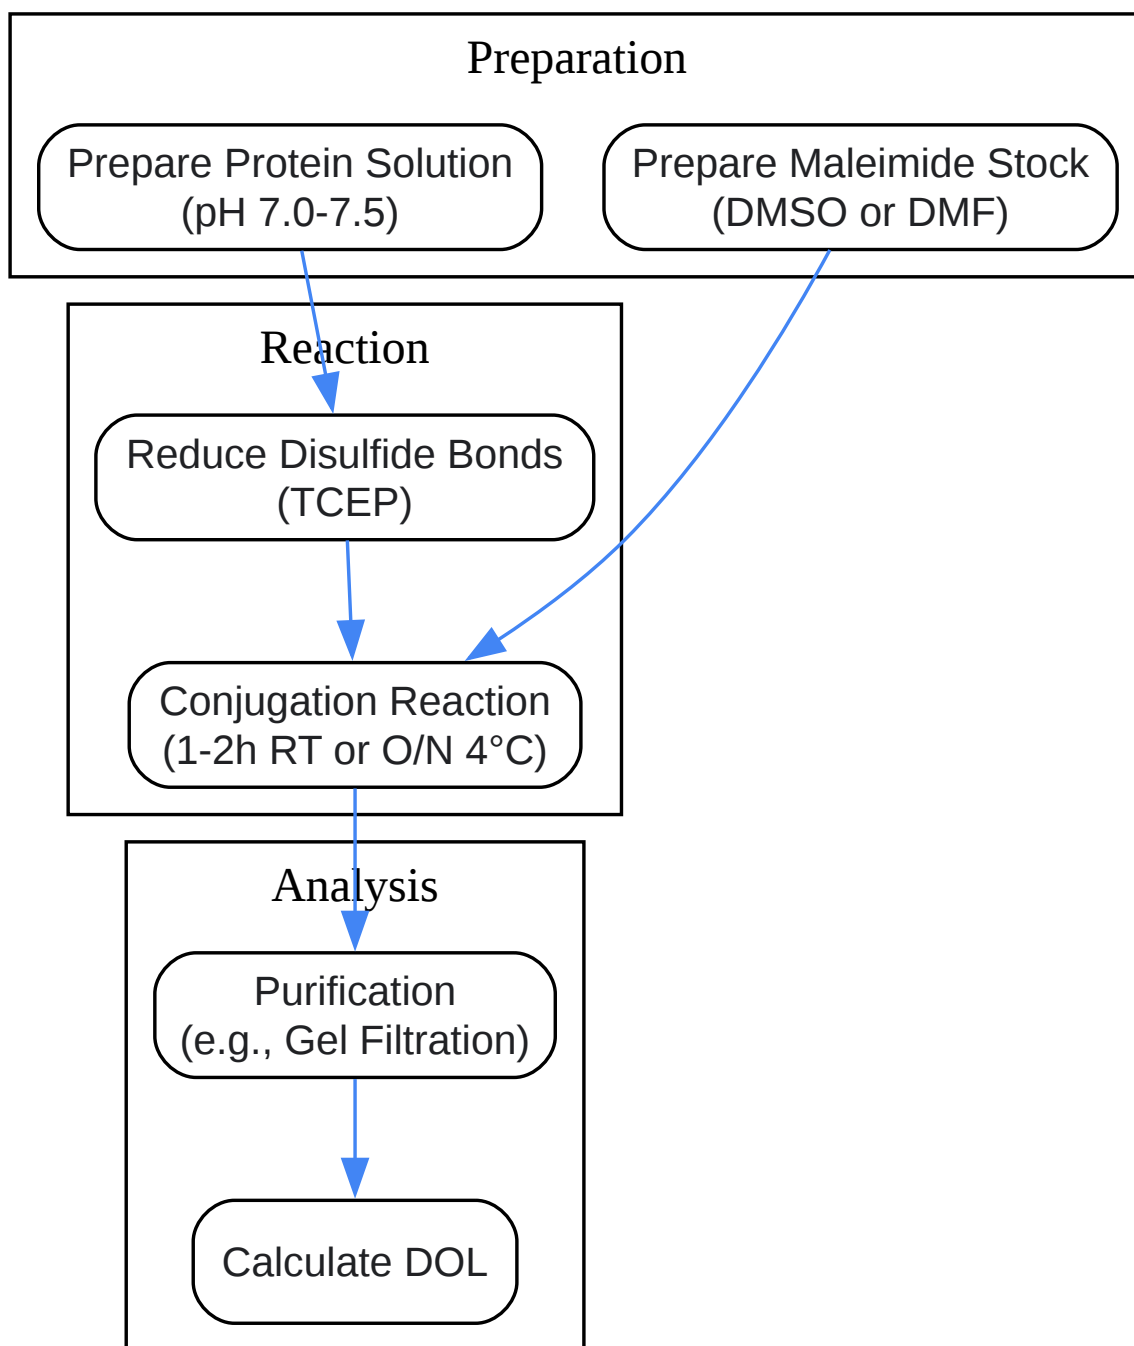 Preparation
Prepare Protein Solution
(pH 7.0-7.5)
Prepare Maleimide Stock
(DMSO or DMF)
Reaction
Reduce Disulfide Bonds
(TCEP)
Conjugation Reaction
(1-2h RT or O/N 4°C)
Analysis
Purification
(e.g., Gel Filtration)
Calculate DOL